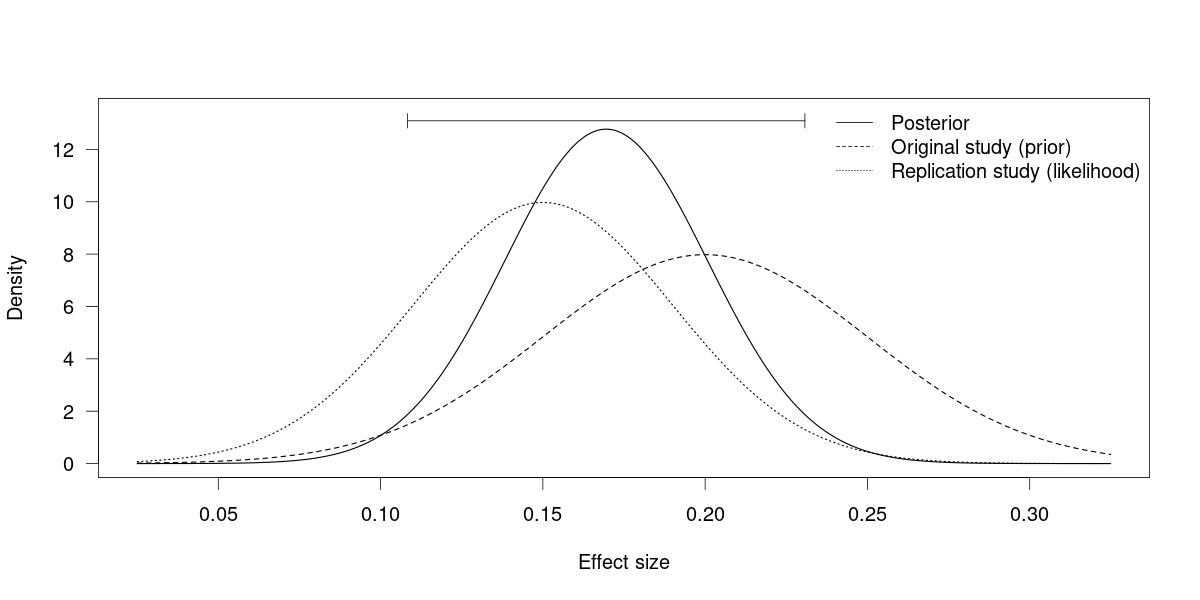 Posterior
Original study (prior)
Replication study (likelihood)
12
10
8
6
4
2
0
Density
0.05 0.10 0.15 0.20 0.25 0.30
Effect size